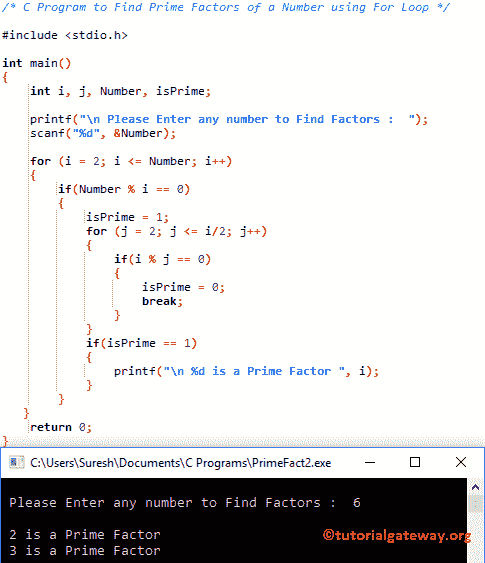 /* C Program to Find Prime Factors of a Number using For Loop */
#include <stdio.h>
int main()
{
int i, j, Number, isPrime;
printf("\n Please Enter any number to Find Factors :  ");
scanf("%d", &Number);
for (i = 2; i <= Number; i++)
{
if(Number % i == 0)
{
isPrime = 1;
for (j = 2; j <= i/2; j++)
{
if(i % j == 0)
{
isPrime = 0;
break;
}
}
if(isPrime == 1)
{
printf("\n %d is a Prime Factor ", i);
}
}
}
return 0;
}
C:\Users\Suresh\Documents\C Programs\PrimeFact2.exe
Please Enter any number to Find Factors :  6
2 is a Prime Factor
3 is a Prime Factor
©tutorialgateway.org